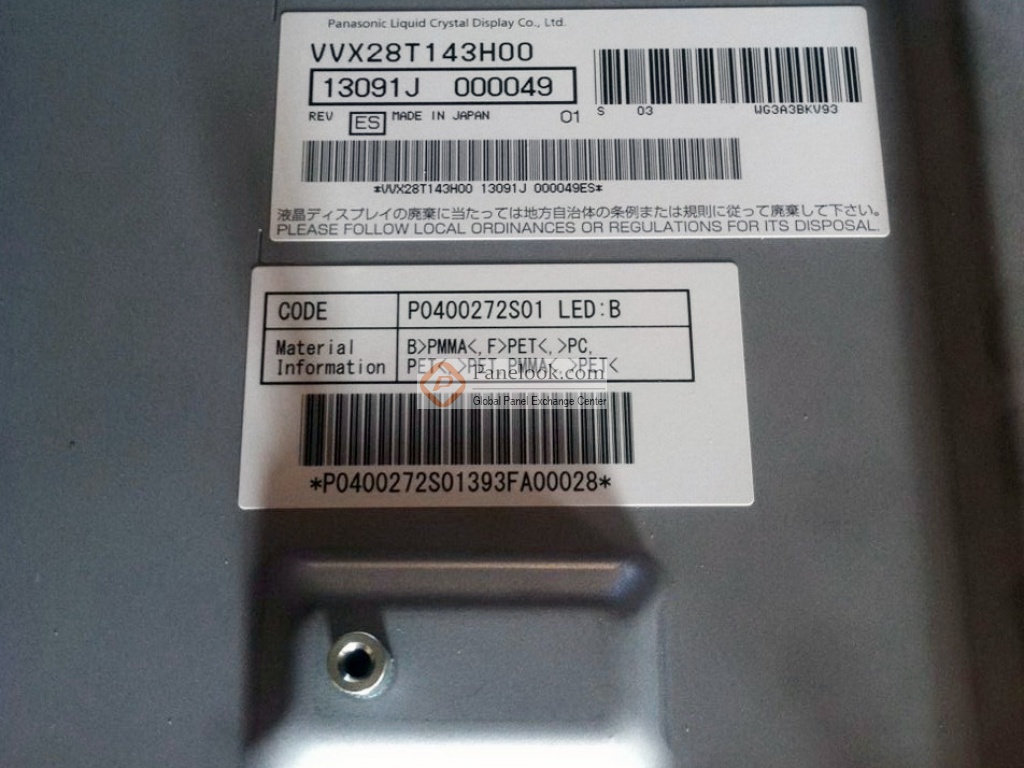 Panasonic Liquid Crystal Display Co., Ltd.
VVX28T143H00
13091J 000049
REV ES MADE IN JAPAN 01
S 03 WG3A3BKV93
*VVX28T143H00 13091J 000049ES*
液晶ディスプレイの廃棄に当たっては地方自治体の条例または規則に従って廃棄して下さい。
PLEASE FOLLOW LOCAL ORDINANCES OR REGULATIONS FOR ITS DISPOSAL.
CODE P0400272S01 LED:B
Material Information B>PMMA<,F>PET<,>PC,
PET<,>PET,PMMA<,>PET<
Panelook.com
Global Panel Exchange Center
*P0400272S01393FA00028*